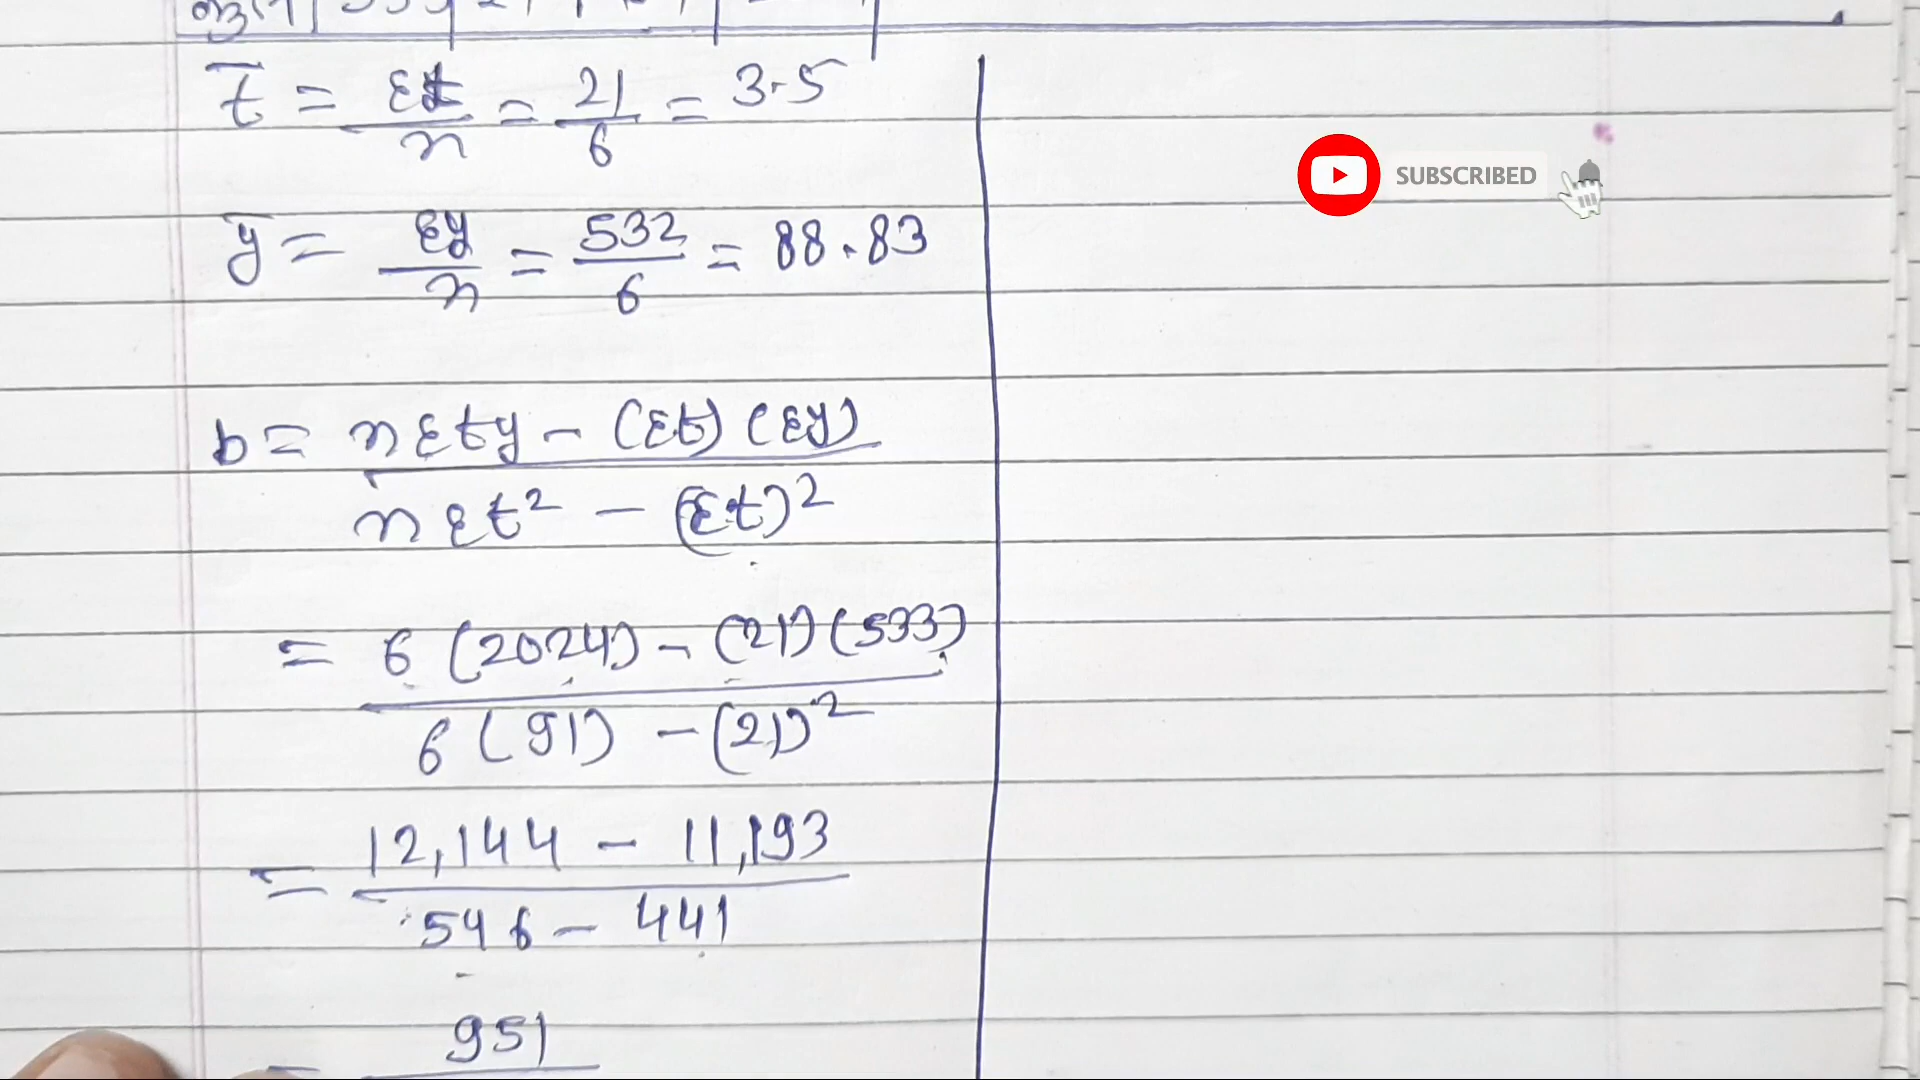 t̄ = Σt/n = 21/6 = 3.5
SUBSCRIBED
ȳ = Σy/n = 532/6 = 88.83
b = nΣty - (Σt) (Σy) / nΣt² - (Σt)²
= 6 (2024) - (21) (533) / 6 (91) - (21)²
= 12,144 - 11,193 / 546 - 441
= 951